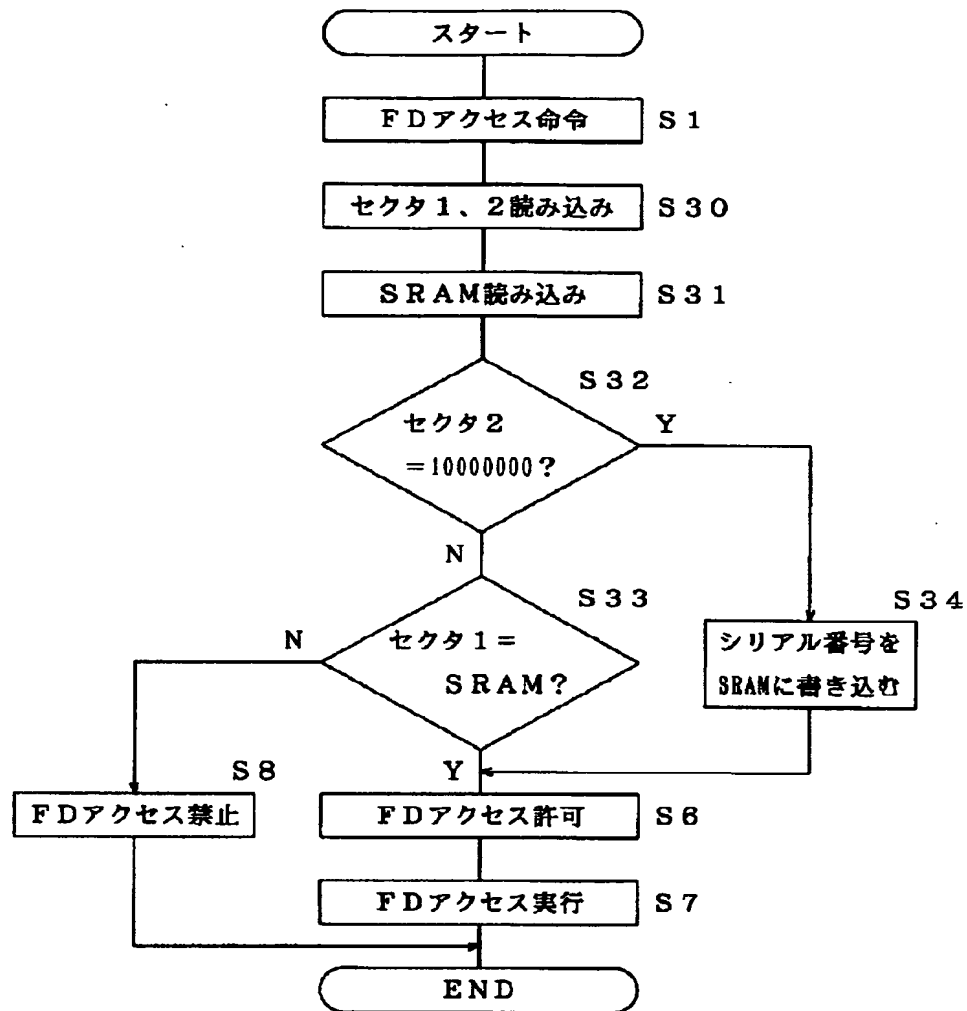 スタート
FDアクセス命令 S1
セクタ1、2読み込み S30
SRAM読み込み S31
S32
セクタ2
=10000000?
Y
N
S33
セクタ1=
SRAM?
N
S34
シリアル番号を
SRAMに書き込む
Y
S8
FDアクセス禁止
FDアクセス許可 S6
FDアクセス実行 S7
END